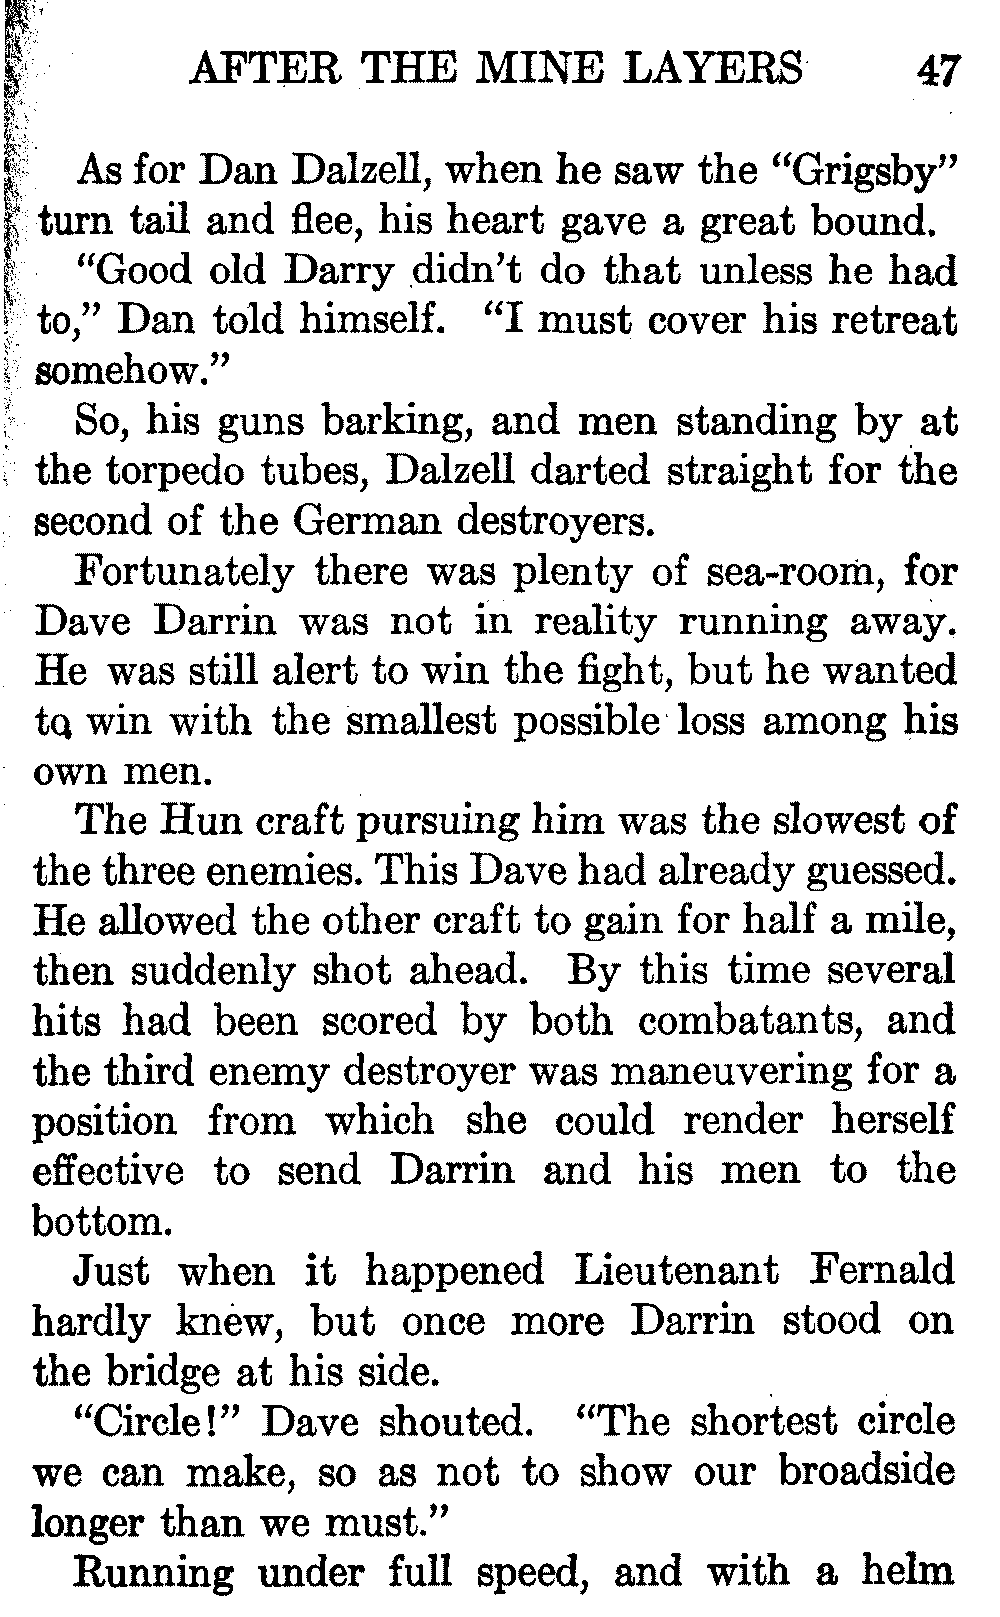 AFTER THE MINE LAYERS 47
As for Dan Dalzell, when he saw the “Grigsby”
turn tail and flee, his heart gave a great bound.
“Good old Darry didn’t do that unless he had
to,” Dan told himself. “I must cover his retreat
somehow.”
So, his guns barking, and men standing by at
the torpedo tubes, Dalzell darted straight for the
second of the German destroyers.
Fortunately there was plenty of sea-room, for
Dave Darrin was not in reality running away.
He was still alert to win the fight, but he wanted
to win with the smallest possible loss among his
own men.
The Hun craft pursuing him was the slowest of
the three enemies. This Dave had already guessed.
He allowed the other craft to gain for half a mile,
then suddenly shot ahead. By this time several
hits had been scored by both combatants, and
the third enemy destroyer was maneuvering for a
position from which she could render herself
effective to send Darrin and his men to the
bottom.
Just when it happened Lieutenant Fernald
hardly knew, but once more Darrin stood on
the bridge at his side.
“Circle!” Dave shouted. “The shortest circle
we can make, so as not to show our broadside
longer than we must.”
Running under full speed, and with a helm